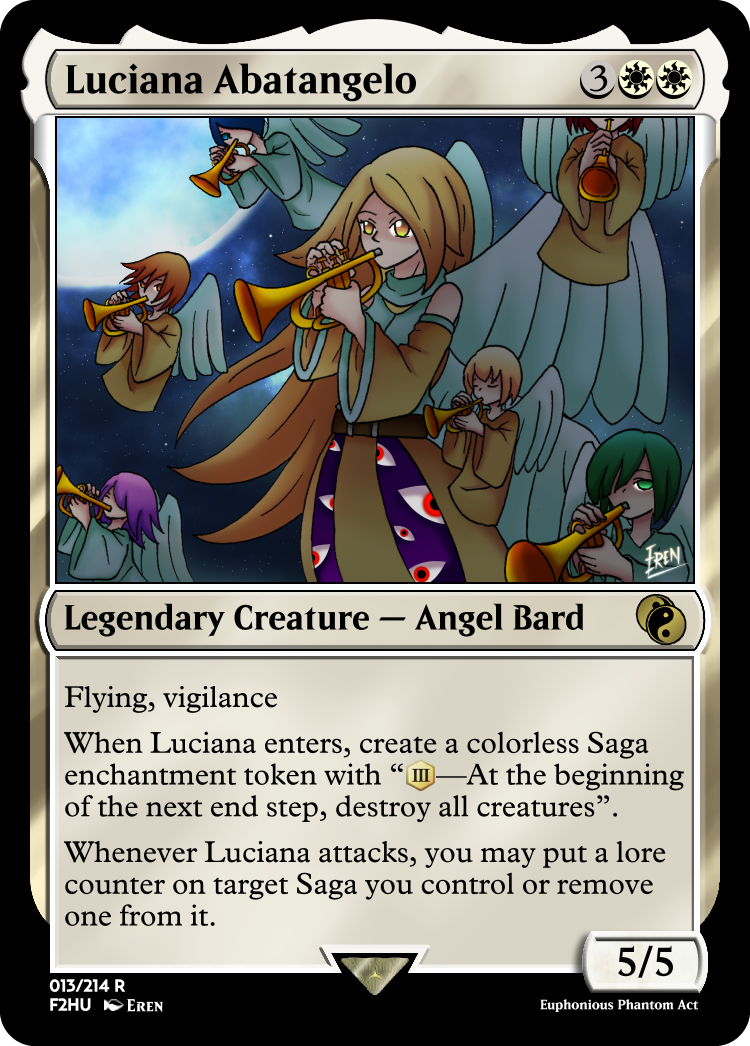 Luciana Abatangelo 3
EREN
Legendary Creature — Angel Bard
Flying, vigilance
When Luciana enters, create a colorless Saga
enchantment token with “III—At the beginning
of the next end step, destroy all creatures”.
Whenever Luciana attacks, you may put a lore
counter on target Saga you control or remove
one from it.
5/5
013/214 R
F2HU EREN
Euphonious Phantom Act